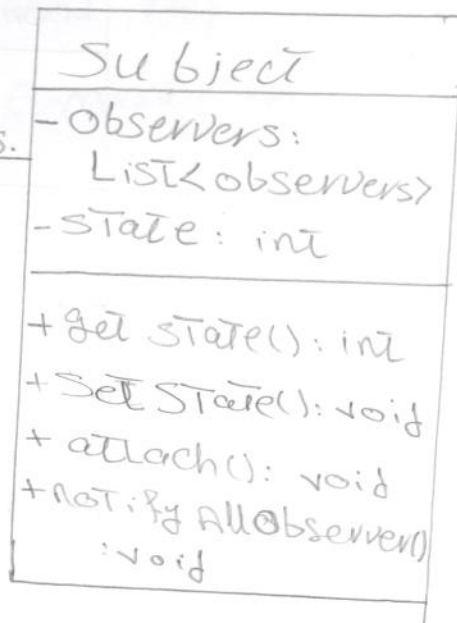 Subject
s.
- Observers:
List<observers>
- state: int
+ get state(): int
+ Set State(): void
+ attach(): void
+ notify AllObserver()
: void